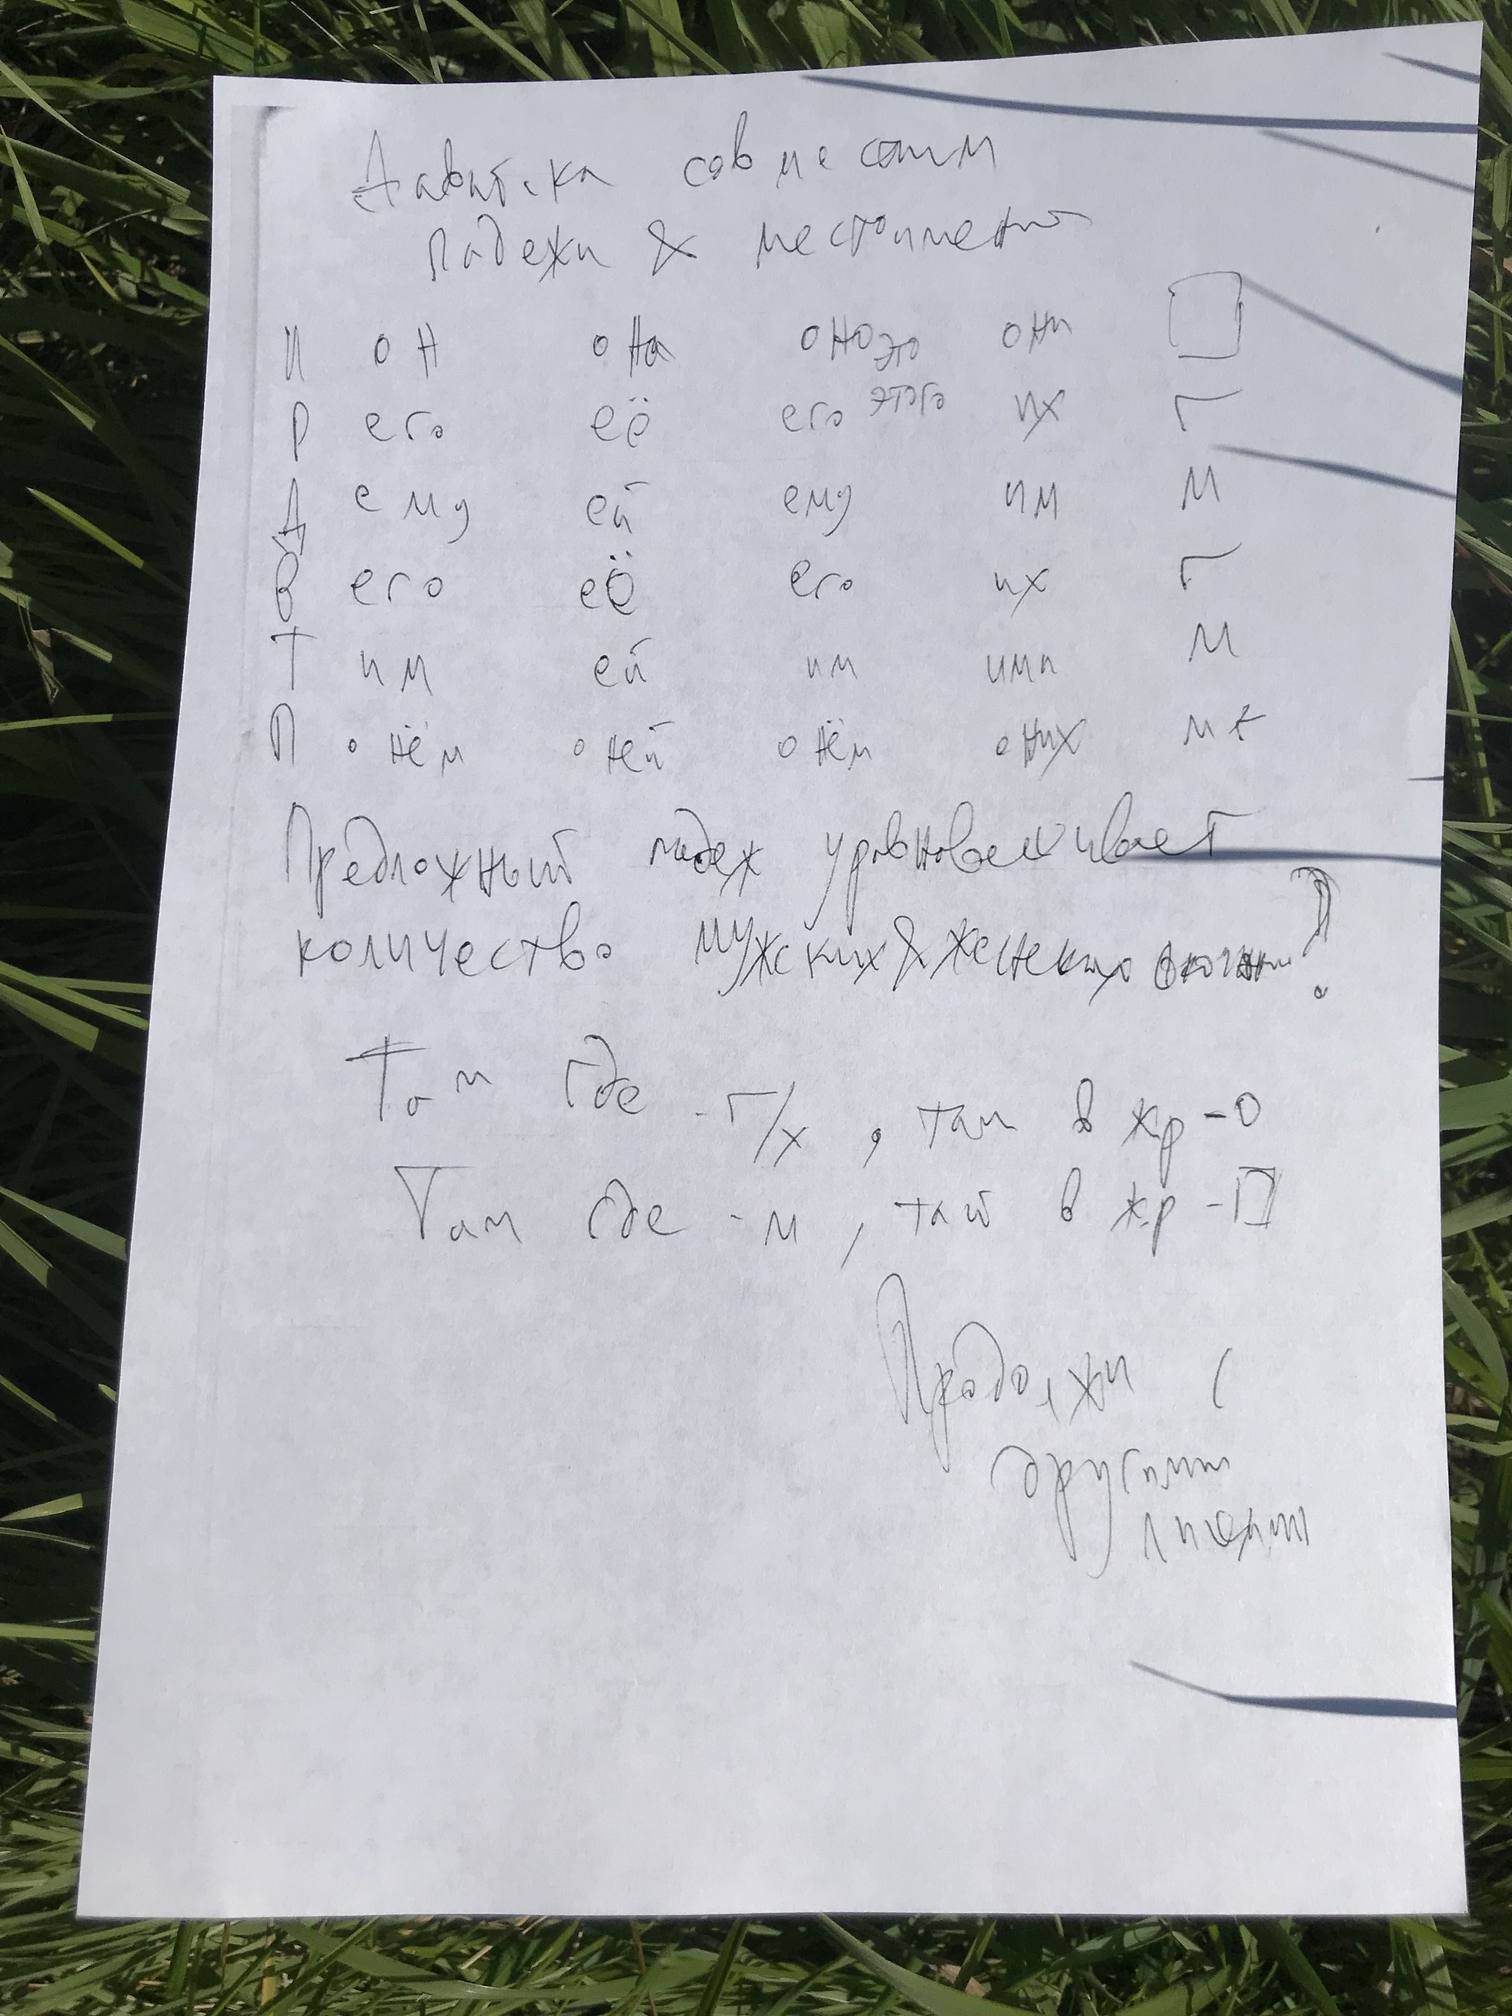 Давайте-ка совместим
падежи & местоимения
И он она оно это они □
Р его её его этого их Г
Д ему ей ему им М
В его её его их Г
Т им ей им ими М
П о нём о ней о нём о них М +
Предложный падеж уравновешивает
количество мужских & женских ?
Там где -г/х, там в жр -О
Там где -м, там в жр -□
Продолжи с
другими
лицами